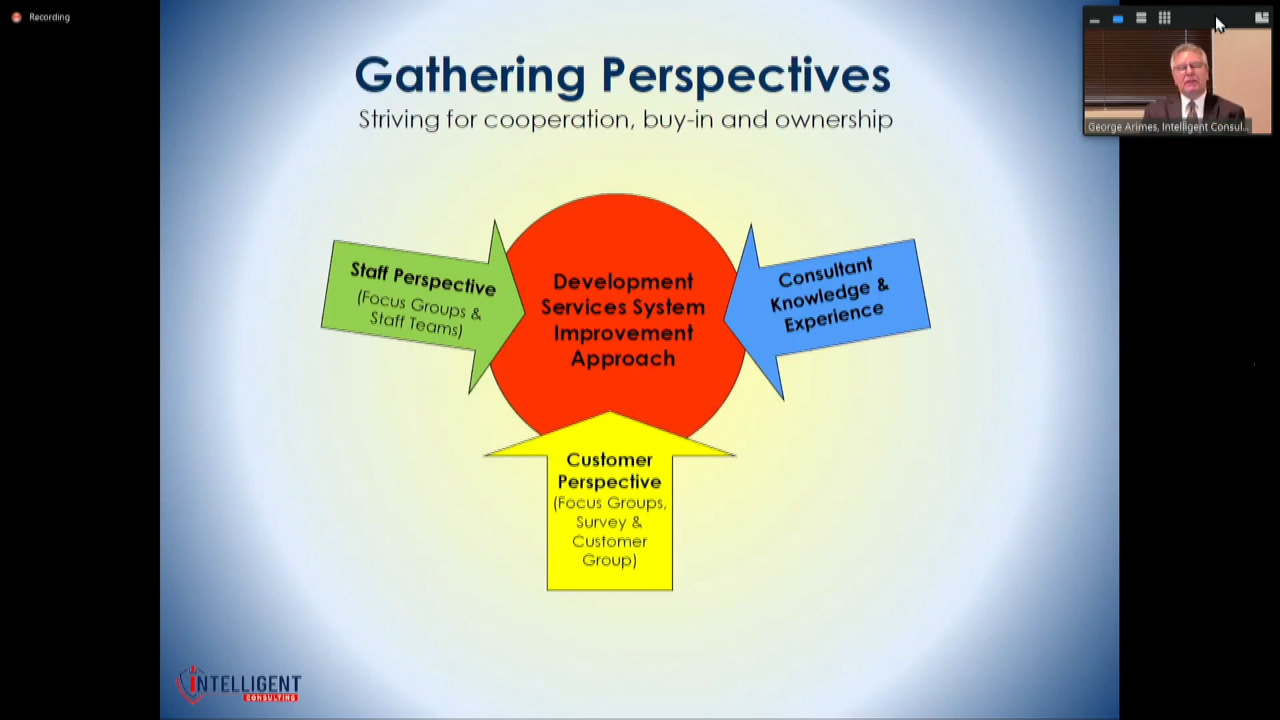 Recording
Gathering Perspectives
Striving for cooperation, buy-in and ownership
George Arimes, Intelligent Consul...
Staff Perspective
(Focus Groups &
Staff Teams)
Development
Services System
Improvement
Approach
Consultant
Knowledge &
Experience
Customer
Perspective
(Focus Groups,
Survey &
Customer
Group)
INTELLIGENT
CONSULTING